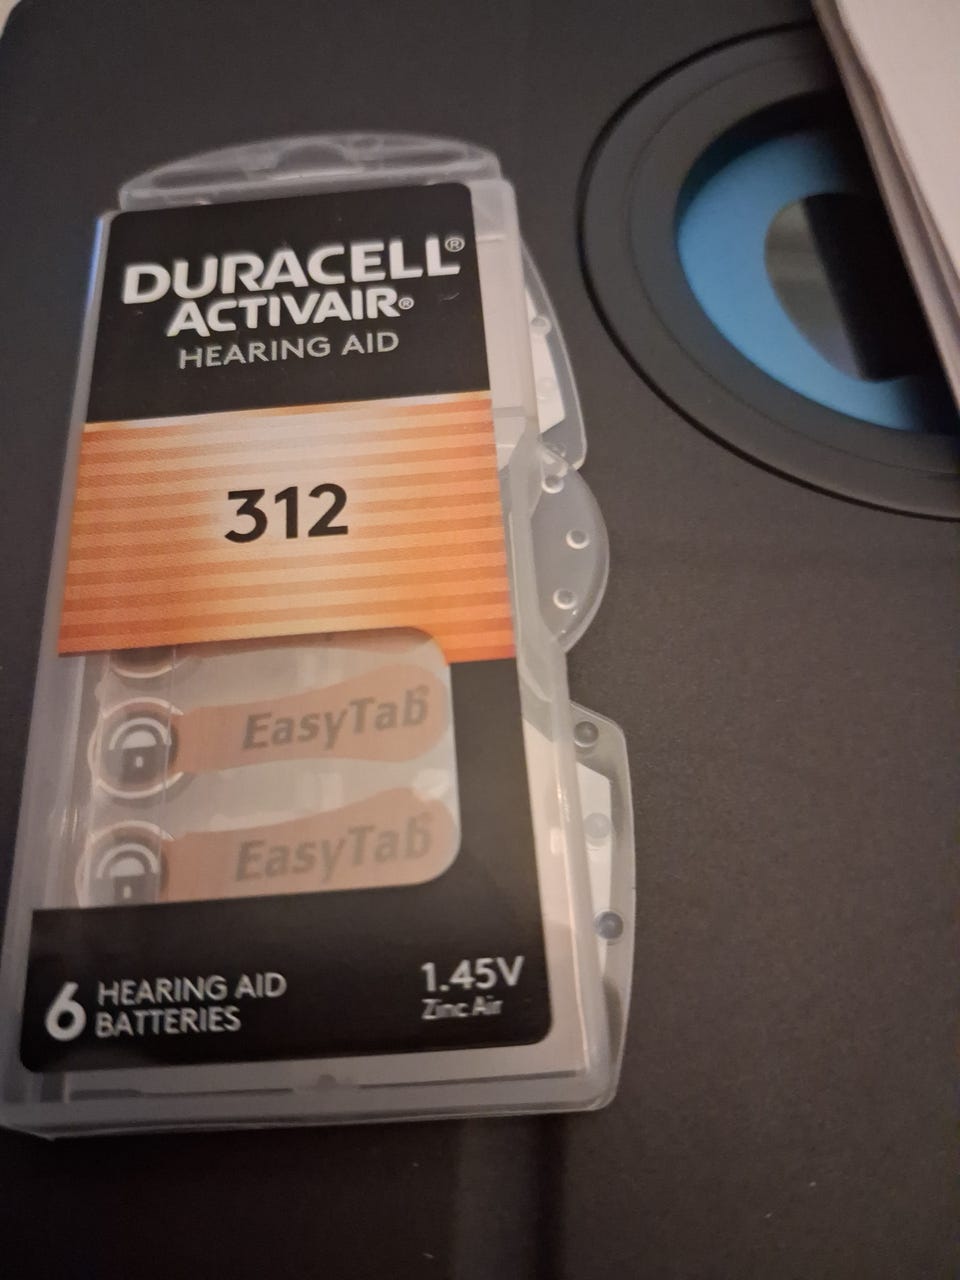 DURACELL®
ACTIVAIR®
HEARING AID
312
EasyTab
EasyTab
6 HEARING AID
BATTERIES
1.45V
Zinc Air